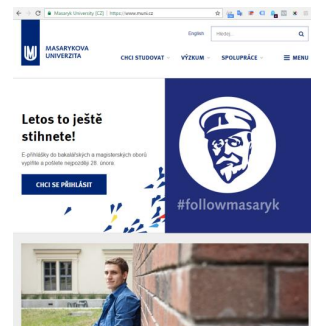 Masaryk University [CZ] | https://www.muni.cz
English
Hledej...
MASARYKOVA
UNIVERZITA
CHCI STUDOVAT
VÝZKUM
SPOLUPRÁCE
MENU
Letos to ještě
stihnete!
E-přihlášky do bakalářských a magisterských oborů
vyplňte a pošlete nejpozději 28. února.
CHCI SE PŘIHLÁSIT
#followmasaryk